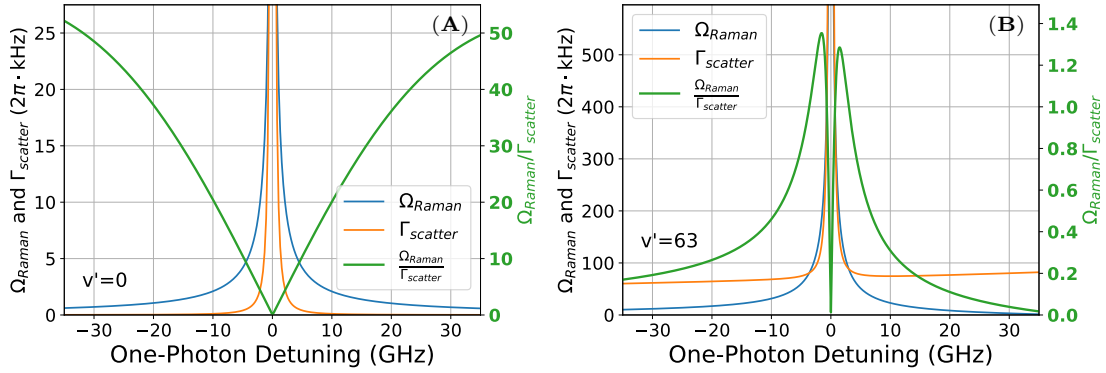 (A)
Ω_Raman and Γ_scatter (2π · kHz)
25
20
15
10
5
0
v'=0
Ω_Raman
Γ_scatter
Ω_Raman
Γ_scatter
50
40
30
20
10
0
Ω_Raman/Γ_scatter
−30 −20 −10 0 10 20 30
One-Photon Detuning (GHz)
(B)
Ω_Raman and Γ_scatter (2π · kHz)
500
400
300
200
100
0
Ω_Raman
Γ_scatter
Ω_Raman
Γ_scatter
v'=63
1.4
1.2
1.0
0.8
0.6
0.4
0.2
0.0
Ω_Raman/Γ_scatter
−30 −20 −10 0 10 20 30
One-Photon Detuning (GHz)